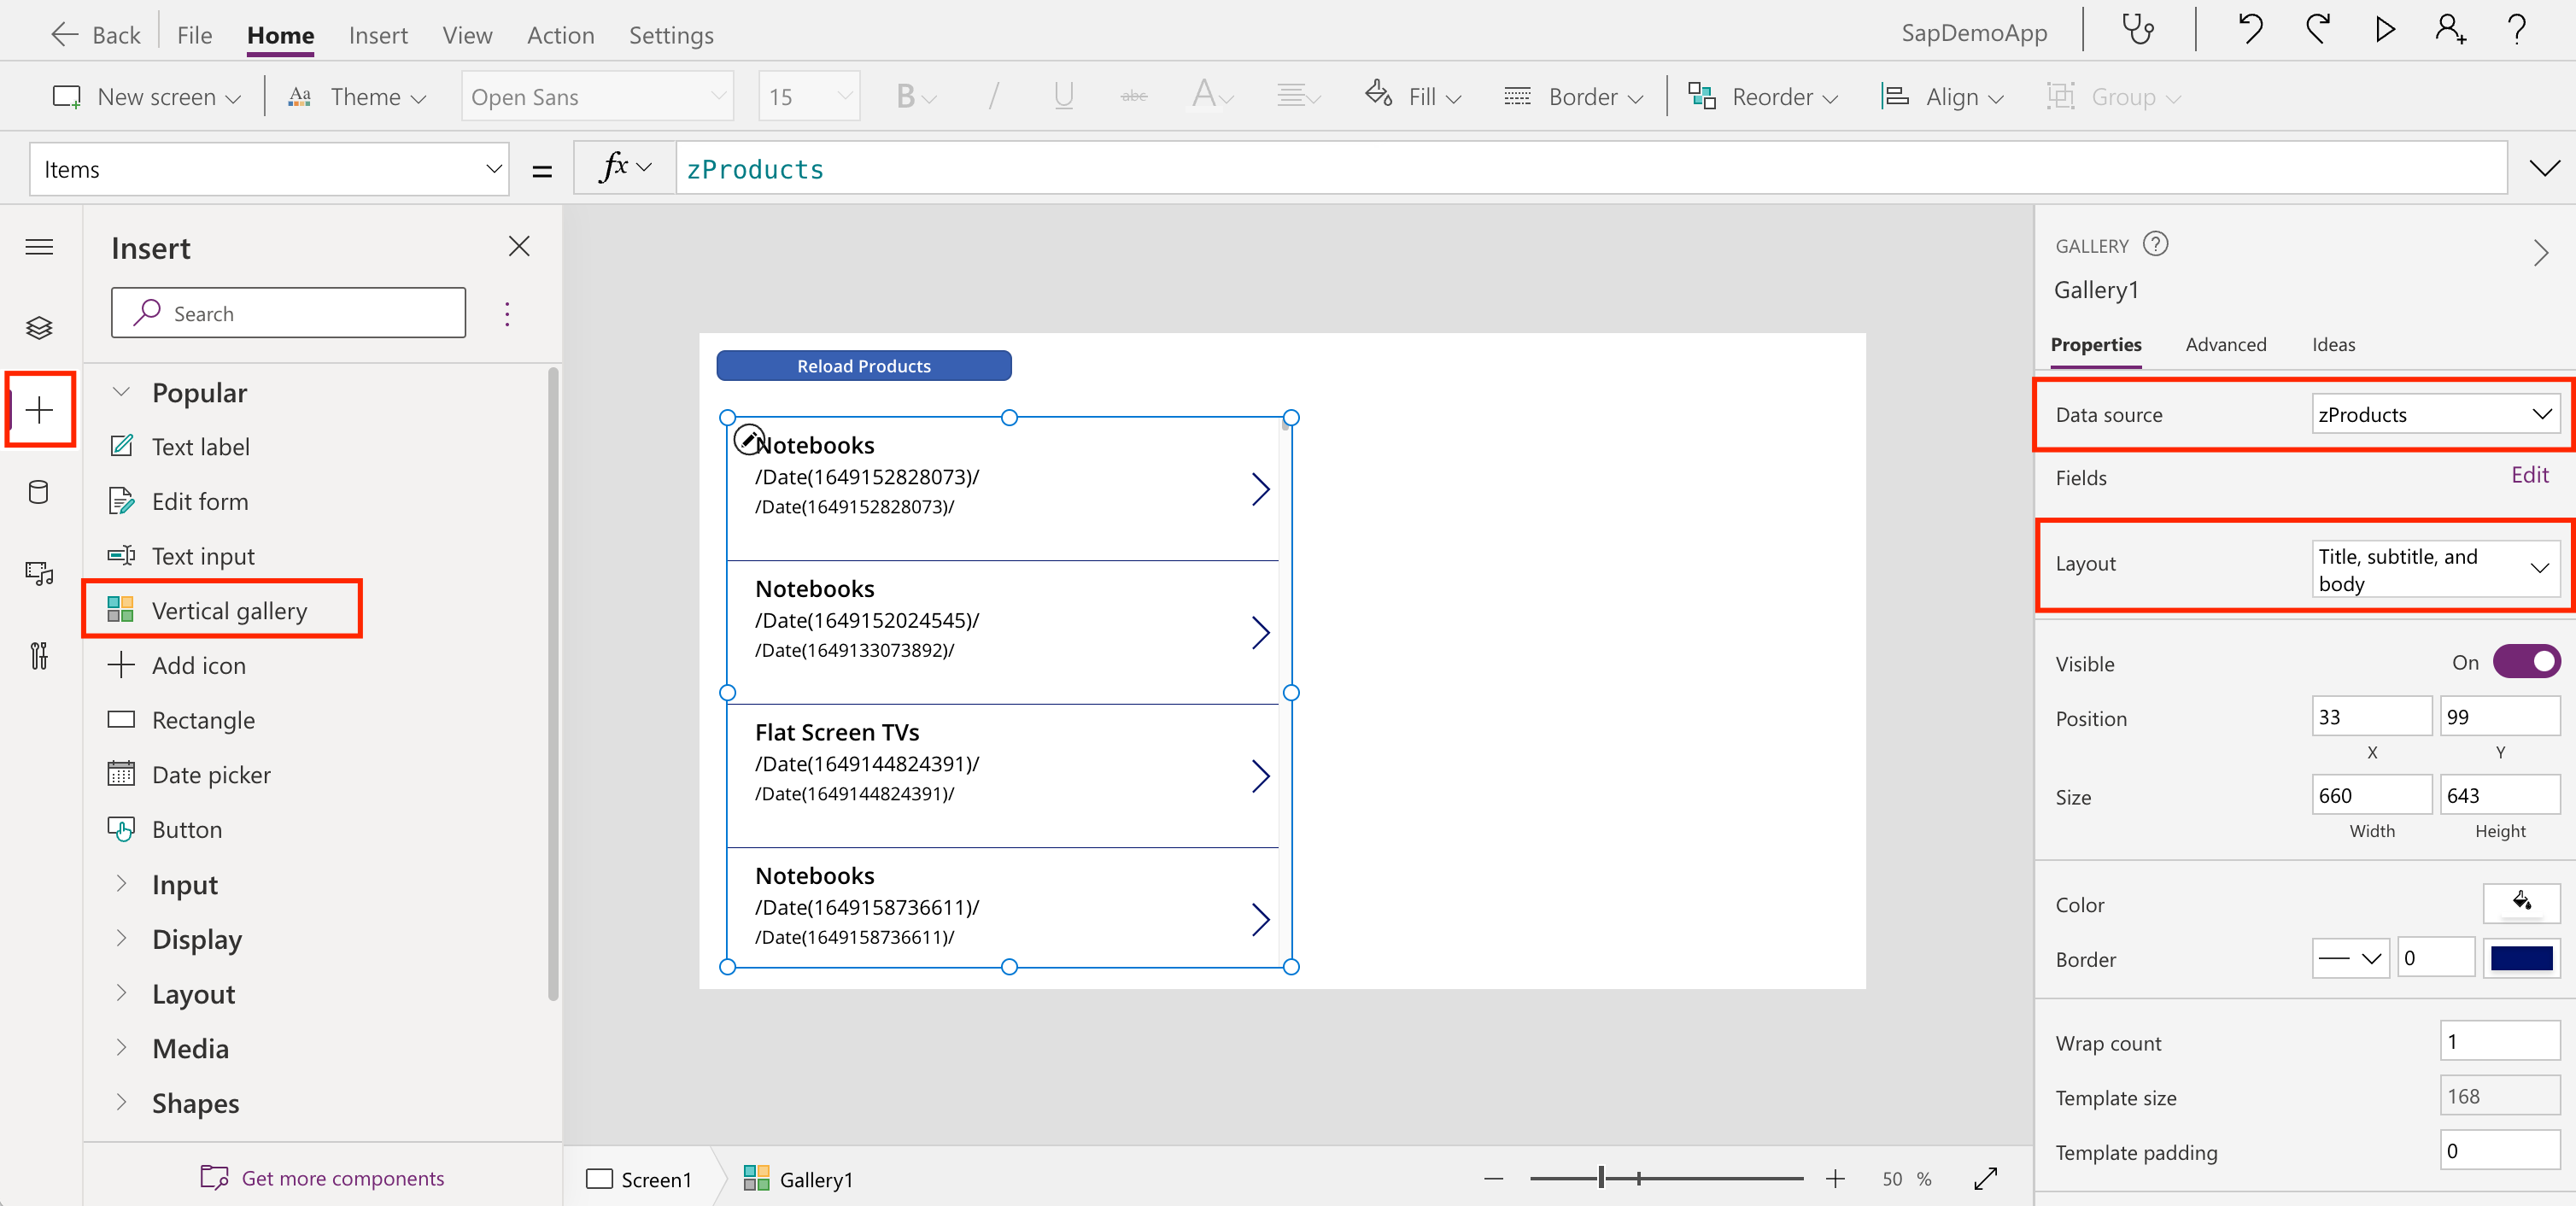 Back File Home Insert View Action Settings SapDemoApp
New screen Aa Theme Open Sans 15 B / U abc A Fill Border Reorder Align Group
Items = fx zProducts
Insert
Search
Popular
Text label
Edit form
Text input
Vertical gallery
Add icon
Rectangle
Date picker
Button
Input
Display
Layout
Media
Shapes
Get more components
Reload Products
Notebooks
/Date(1649152828073)/
/Date(1649152828073)/
Notebooks
/Date(1649152024545)/
/Date(1649133073892)/
Flat Screen TVs
/Date(1649144824391)/
/Date(1649144824391)/
Notebooks
/Date(1649158736611)/
/Date(1649158736611)/
Screen1 Gallery1 50 %
GALLERY ?
Gallery1
Properties Advanced Ideas
Data source zProducts
Fields Edit
Layout Title, subtitle, and
body
Visible On
Position 33 99
X Y
Size 660 643
Width Height
Color
Border 0
Wrap count 1
Template size 168
Template padding 0